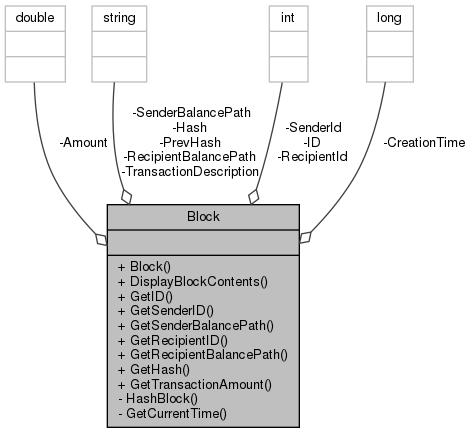 double
string
int
long
-Amount
-SenderBalancePath
-Hash
-PrevHash
-RecipientBalancePath
-TransactionDescription
-SenderId
-ID
-RecipientId
-CreationTime
Block
+ Block()
+ DisplayBlockContents()
+ GetID()
+ GetSenderID()
+ GetSenderBalancePath()
+ GetRecipientID()
+ GetRecipientBalancePath()
+ GetHash()
+ GetTransactionAmount()
- HashBlock()
- GetCurrentTime()